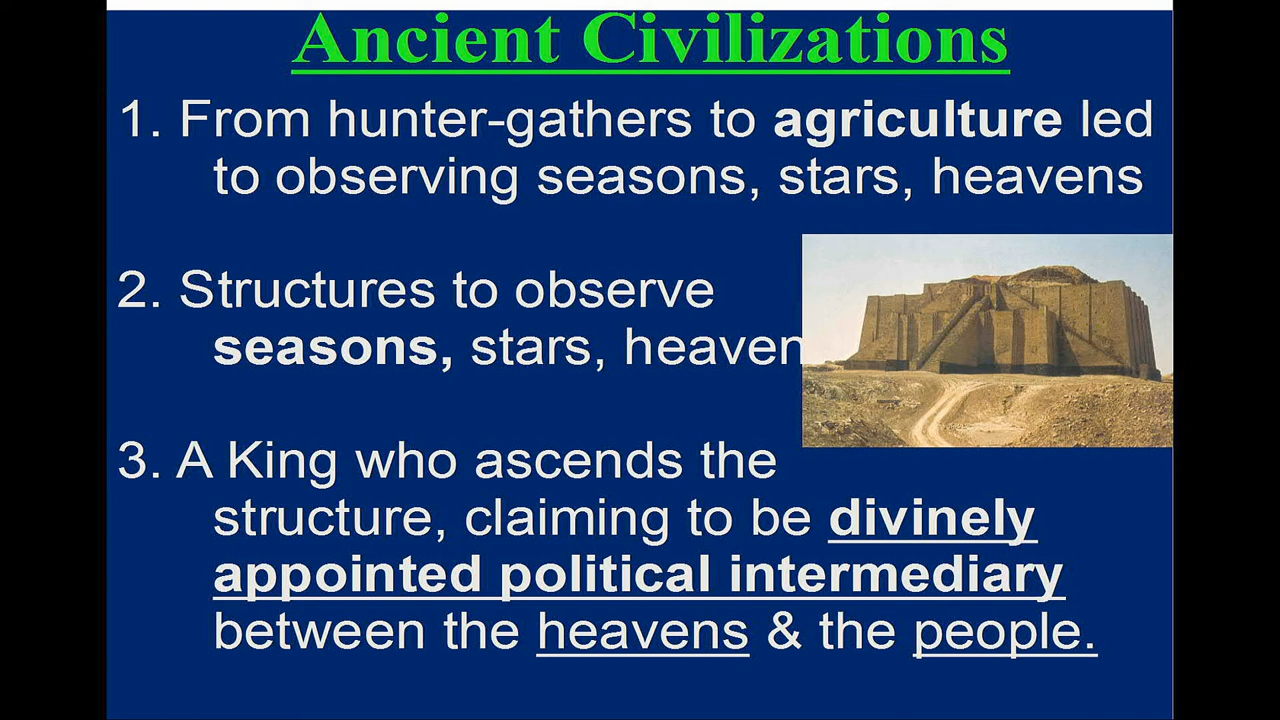 Ancient Civilizations
1. From hunter-gathers to agriculture led
to observing seasons, stars, heavens
2. Structures to observe
seasons, stars, heaven
3. A King who ascends the
structure, claiming to be divinely
appointed political intermediary
between the heavens & the people.